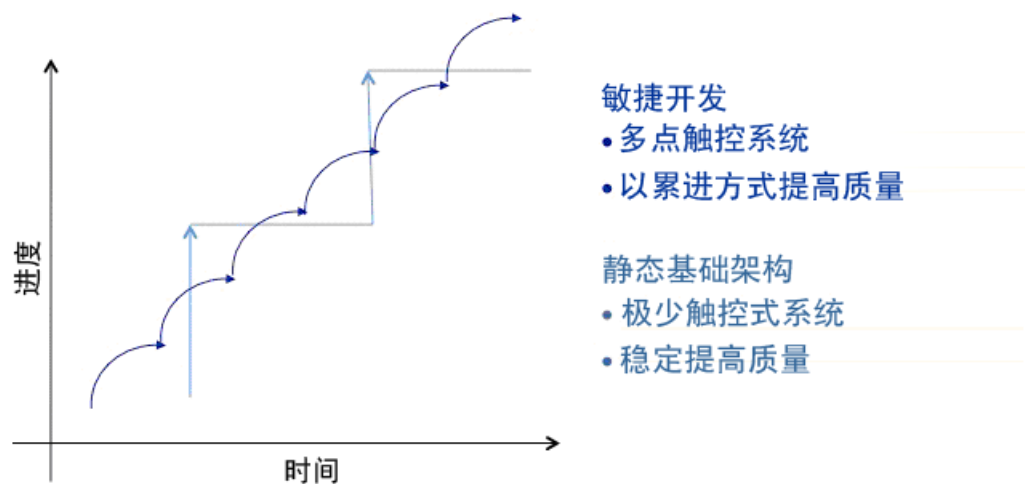 进度
时间
敏捷开发
•多点触控系统
•以累进方式提高质量
静态基础架构
•极少触控式系统
•稳定提高质量